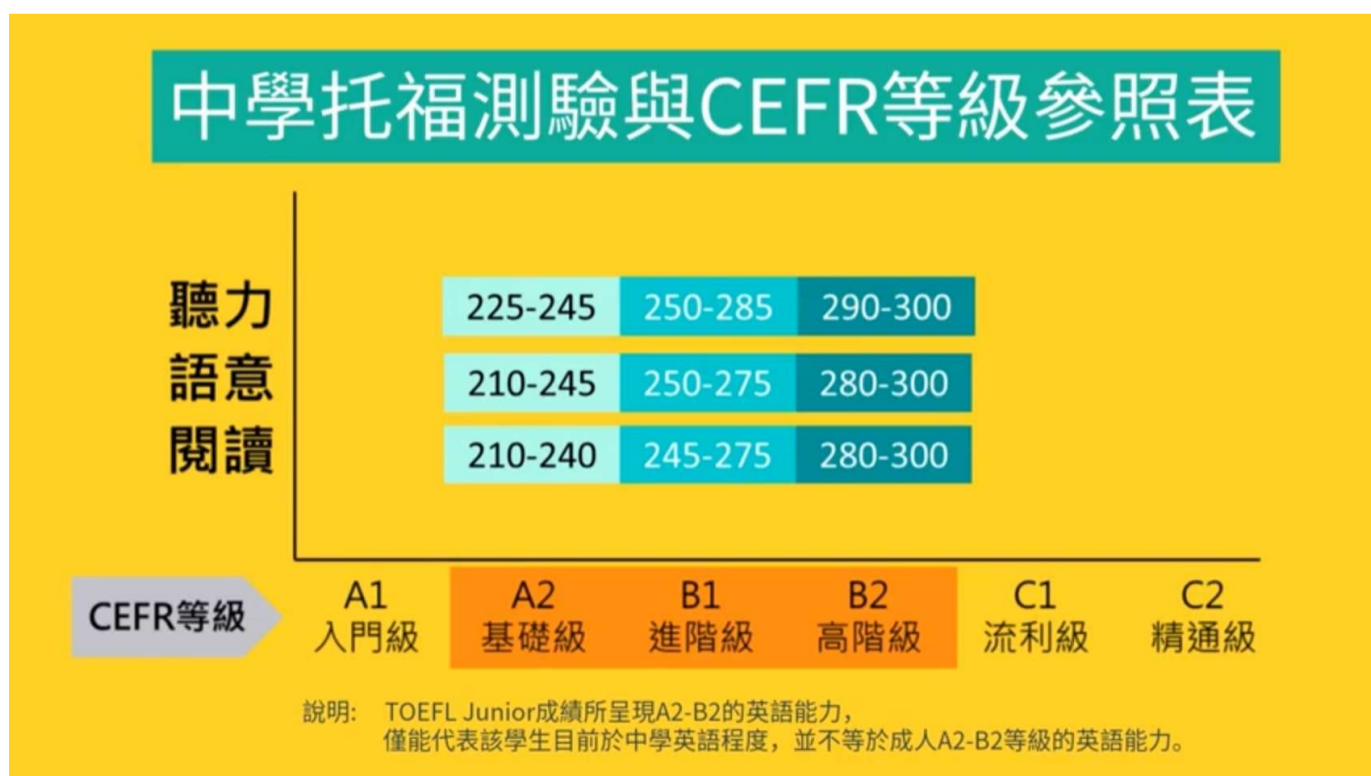 中學托福測驗與CEFR等級參照表
聽力 225-245 250-285 290-300
語意 210-245 250-275 280-300
閱讀 210-240 245-275 280-300
CEFR等級 A1 A2 B1 B2 C1 C2
入門級 基礎級 進階級 高階級 流利級 精通級
說明: TOEFL Junior成績所呈現A2-B2的英語能力，
僅能代表該學生目前於中學英語程度，並不等於成人A2-B2等級的英語能力。